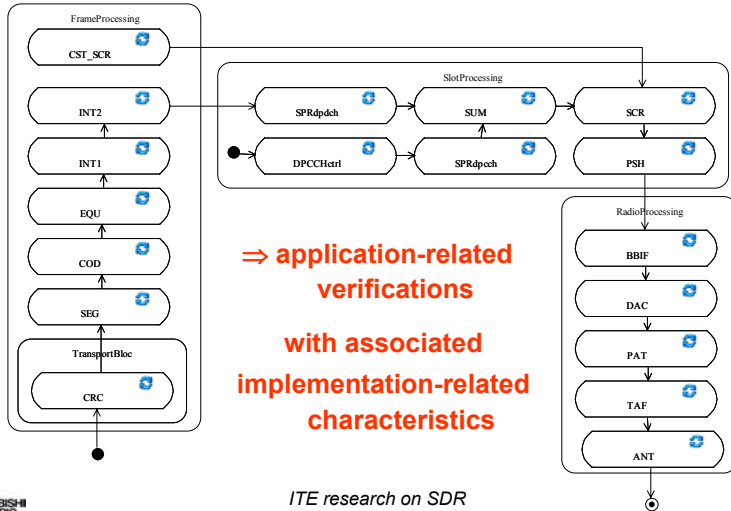 FrameProcessing
CST_SCR
INT2
INT1
EQU
COD
SEG
TransportBloc
CRC
SlotProcessing
SPRdpdch
SUM
SCR
DPCCHctrl
SPRdpcch
PSH
RadioProcessing
BBIF
DAC
PAT
TAF
ANT
⇒ application-related
verifications
with associated
implementation-related
characteristics
ITE research on SDR